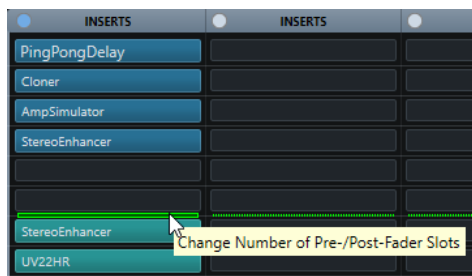 INSERTS INSERTS
PingPongDelay
Cloner
AmpSimulator
StereoEnhancer
StereoEnhancer
Change Number of Pre-/Post-Fader Slots
UV22HR